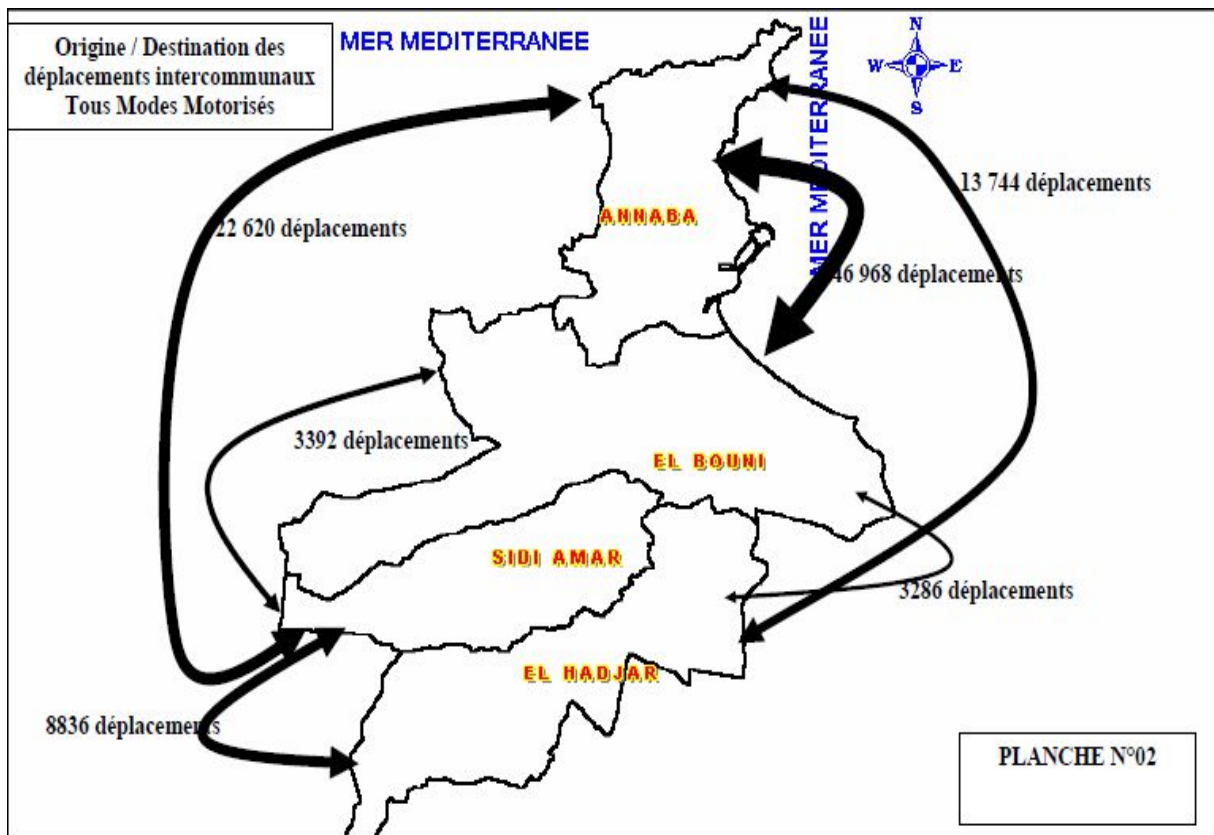 Origine / Destination des
déplacements intercommunaux
Tous Modes Motorisés
MER MEDITERRANEE
MER MEDITERRANEE
N
W
E
S
13 744 déplacements
ANNABA
22 620 déplacements
46 968 déplacements
3392 déplacements
EL BOUNI
SIDI AMAR
3286 déplacements
EL HADJAR
8836 déplacements
PLANCHE N°02